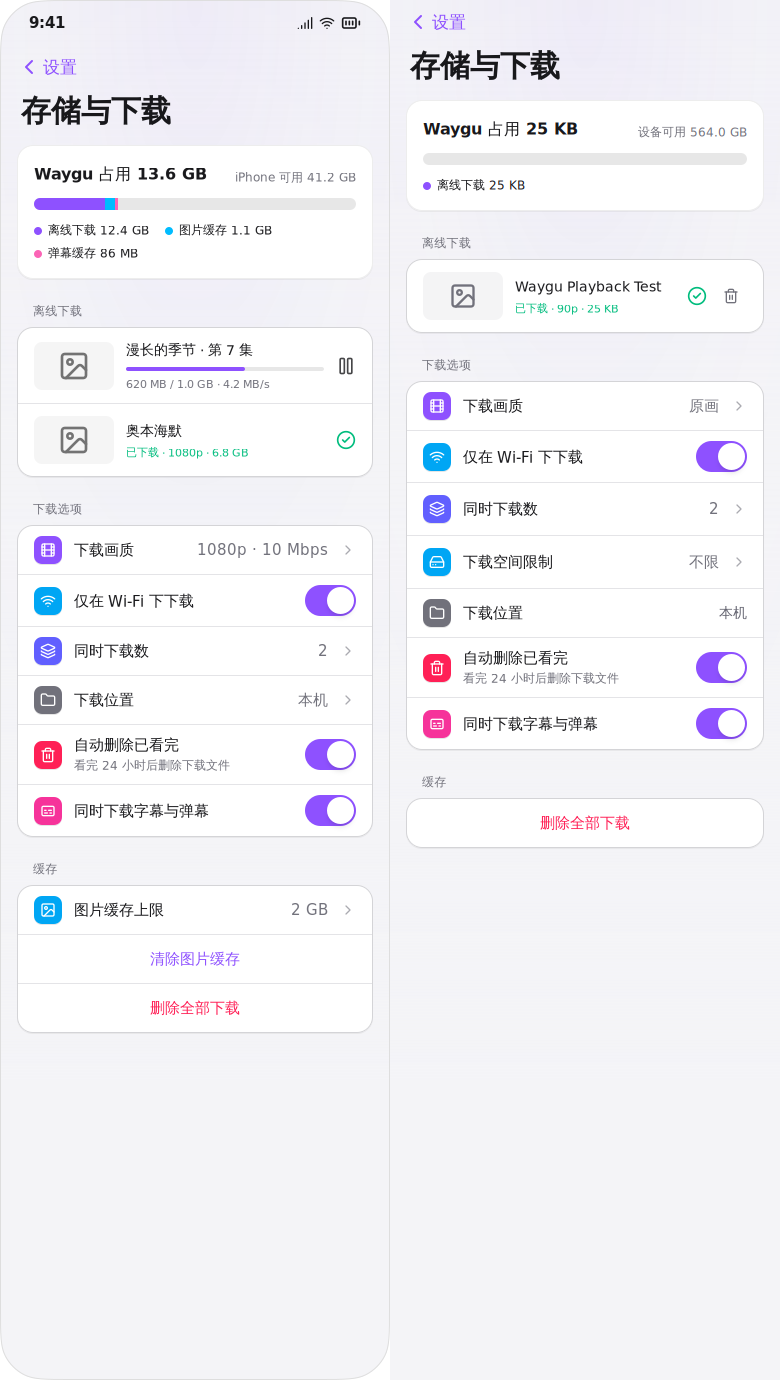 9:41
设置
存储与下载
Waygu 占用 13.6 GB
iPhone 可用 41.2 GB
离线下载 12.4 GB
图片缓存 1.1 GB
弹幕缓存 86 MB
离线下载
漫长的季节 · 第 7 集
620 MB / 1.0 GB · 4.2 MB/s
奥本海默
已下载 · 1080p · 6.8 GB
下载选项
下载画质 1080p · 10 Mbps
仅在 Wi-Fi 下下载
同时下载数 2
下载位置 本机
自动删除已看完
看完 24 小时后删除下载文件
同时下载字幕与弹幕
缓存
图片缓存上限 2 GB
清除图片缓存
删除全部下载
设置
存储与下载
Waygu 占用 25 KB
设备可用 564.0 GB
离线下载 25 KB
离线下载
Waygu Playback Test
已下载 · 90p · 25 KB
下载选项
下载画质 原画
仅在 Wi-Fi 下下载
同时下载数 2
下载空间限制 不限
下载位置 本机
自动删除已看完
看完 24 小时后删除下载文件
同时下载字幕与弹幕
缓存
删除全部下载